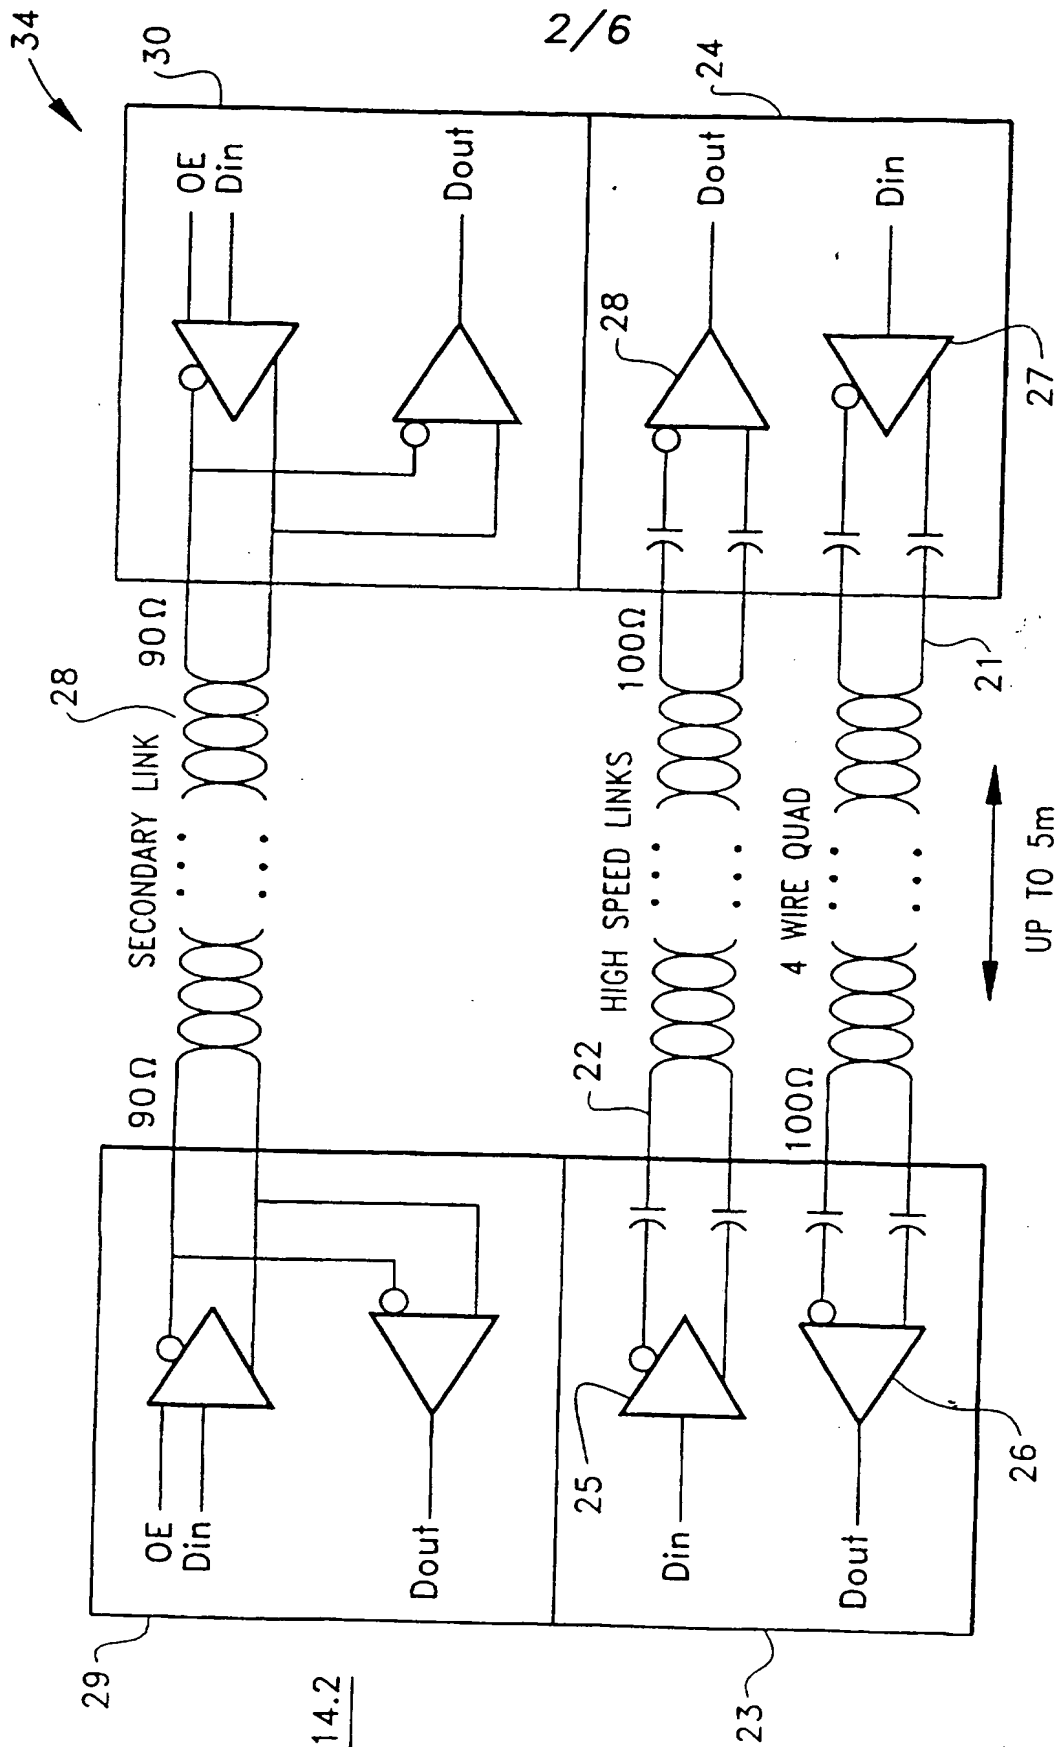 2/6
34
29
30
OE
Din
90Ω
SECONDARY LINK
28
90Ω
OE
Din
Dout
Dout
14.2
25
Din
22
HIGH SPEED LINKS
100Ω
28
Dout
24
Dout
100Ω
4 WIRE QUAD
Din
23
26
21
27
UP TO 5m